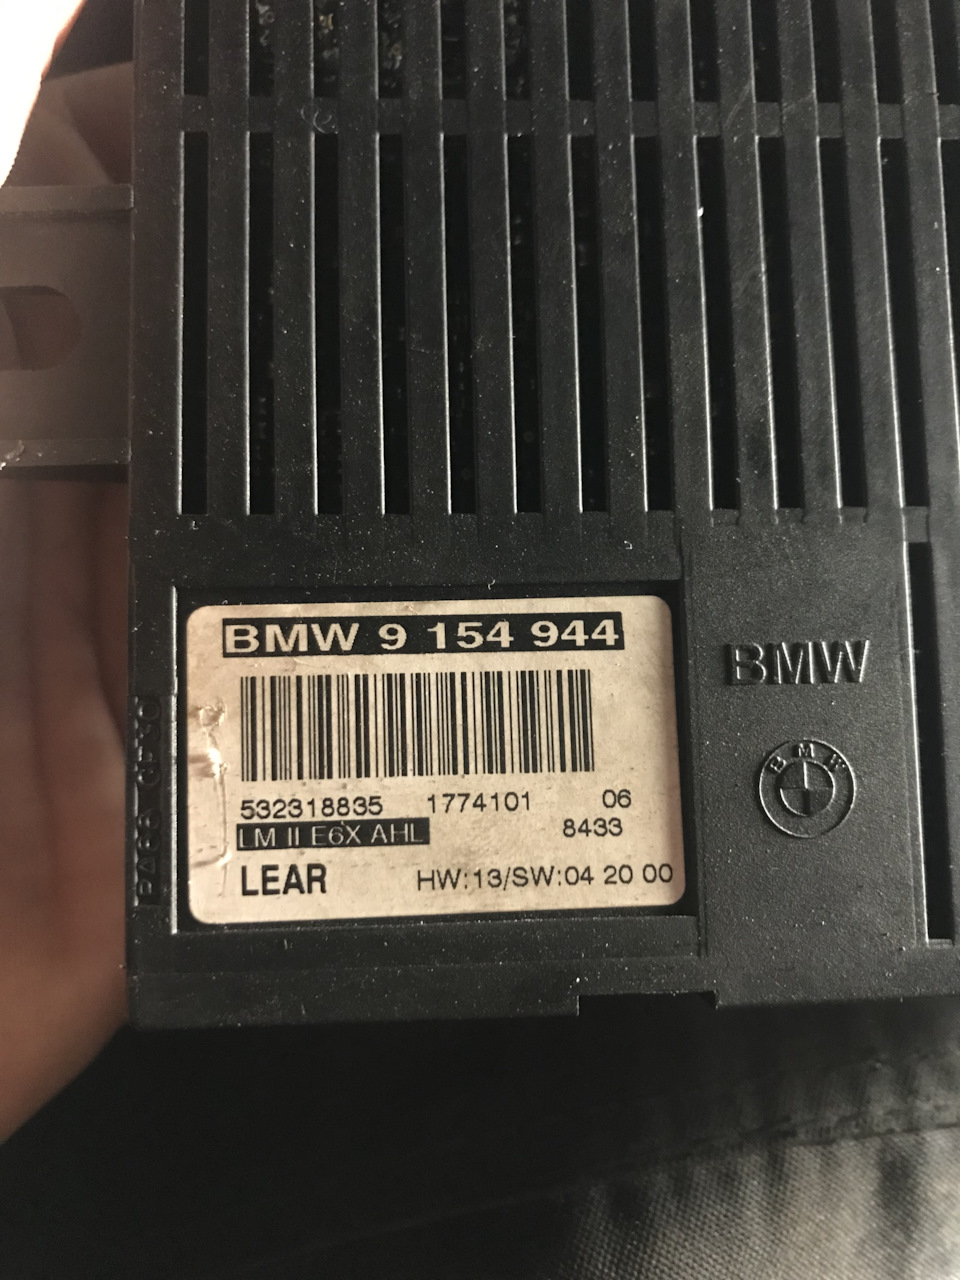 BMW 9 154 944
532318835 1774101 06
LM II E6X AHL 8433
LEAR HW:13/SW:04 20 00
BMW
BMW